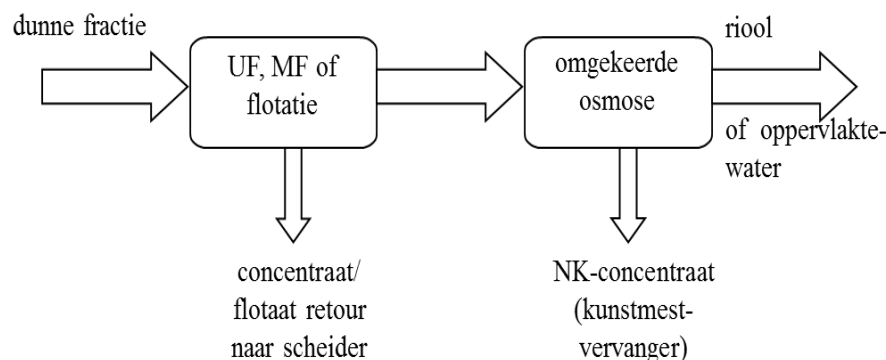 dunne fractie
UF, MF of
flotatie
omgekeerde
osmose
riool
of oppervlakte-
water
concentraat/
flotaat retour
naar scheider
NK-concentraat
(kunstmest-
vervanger)